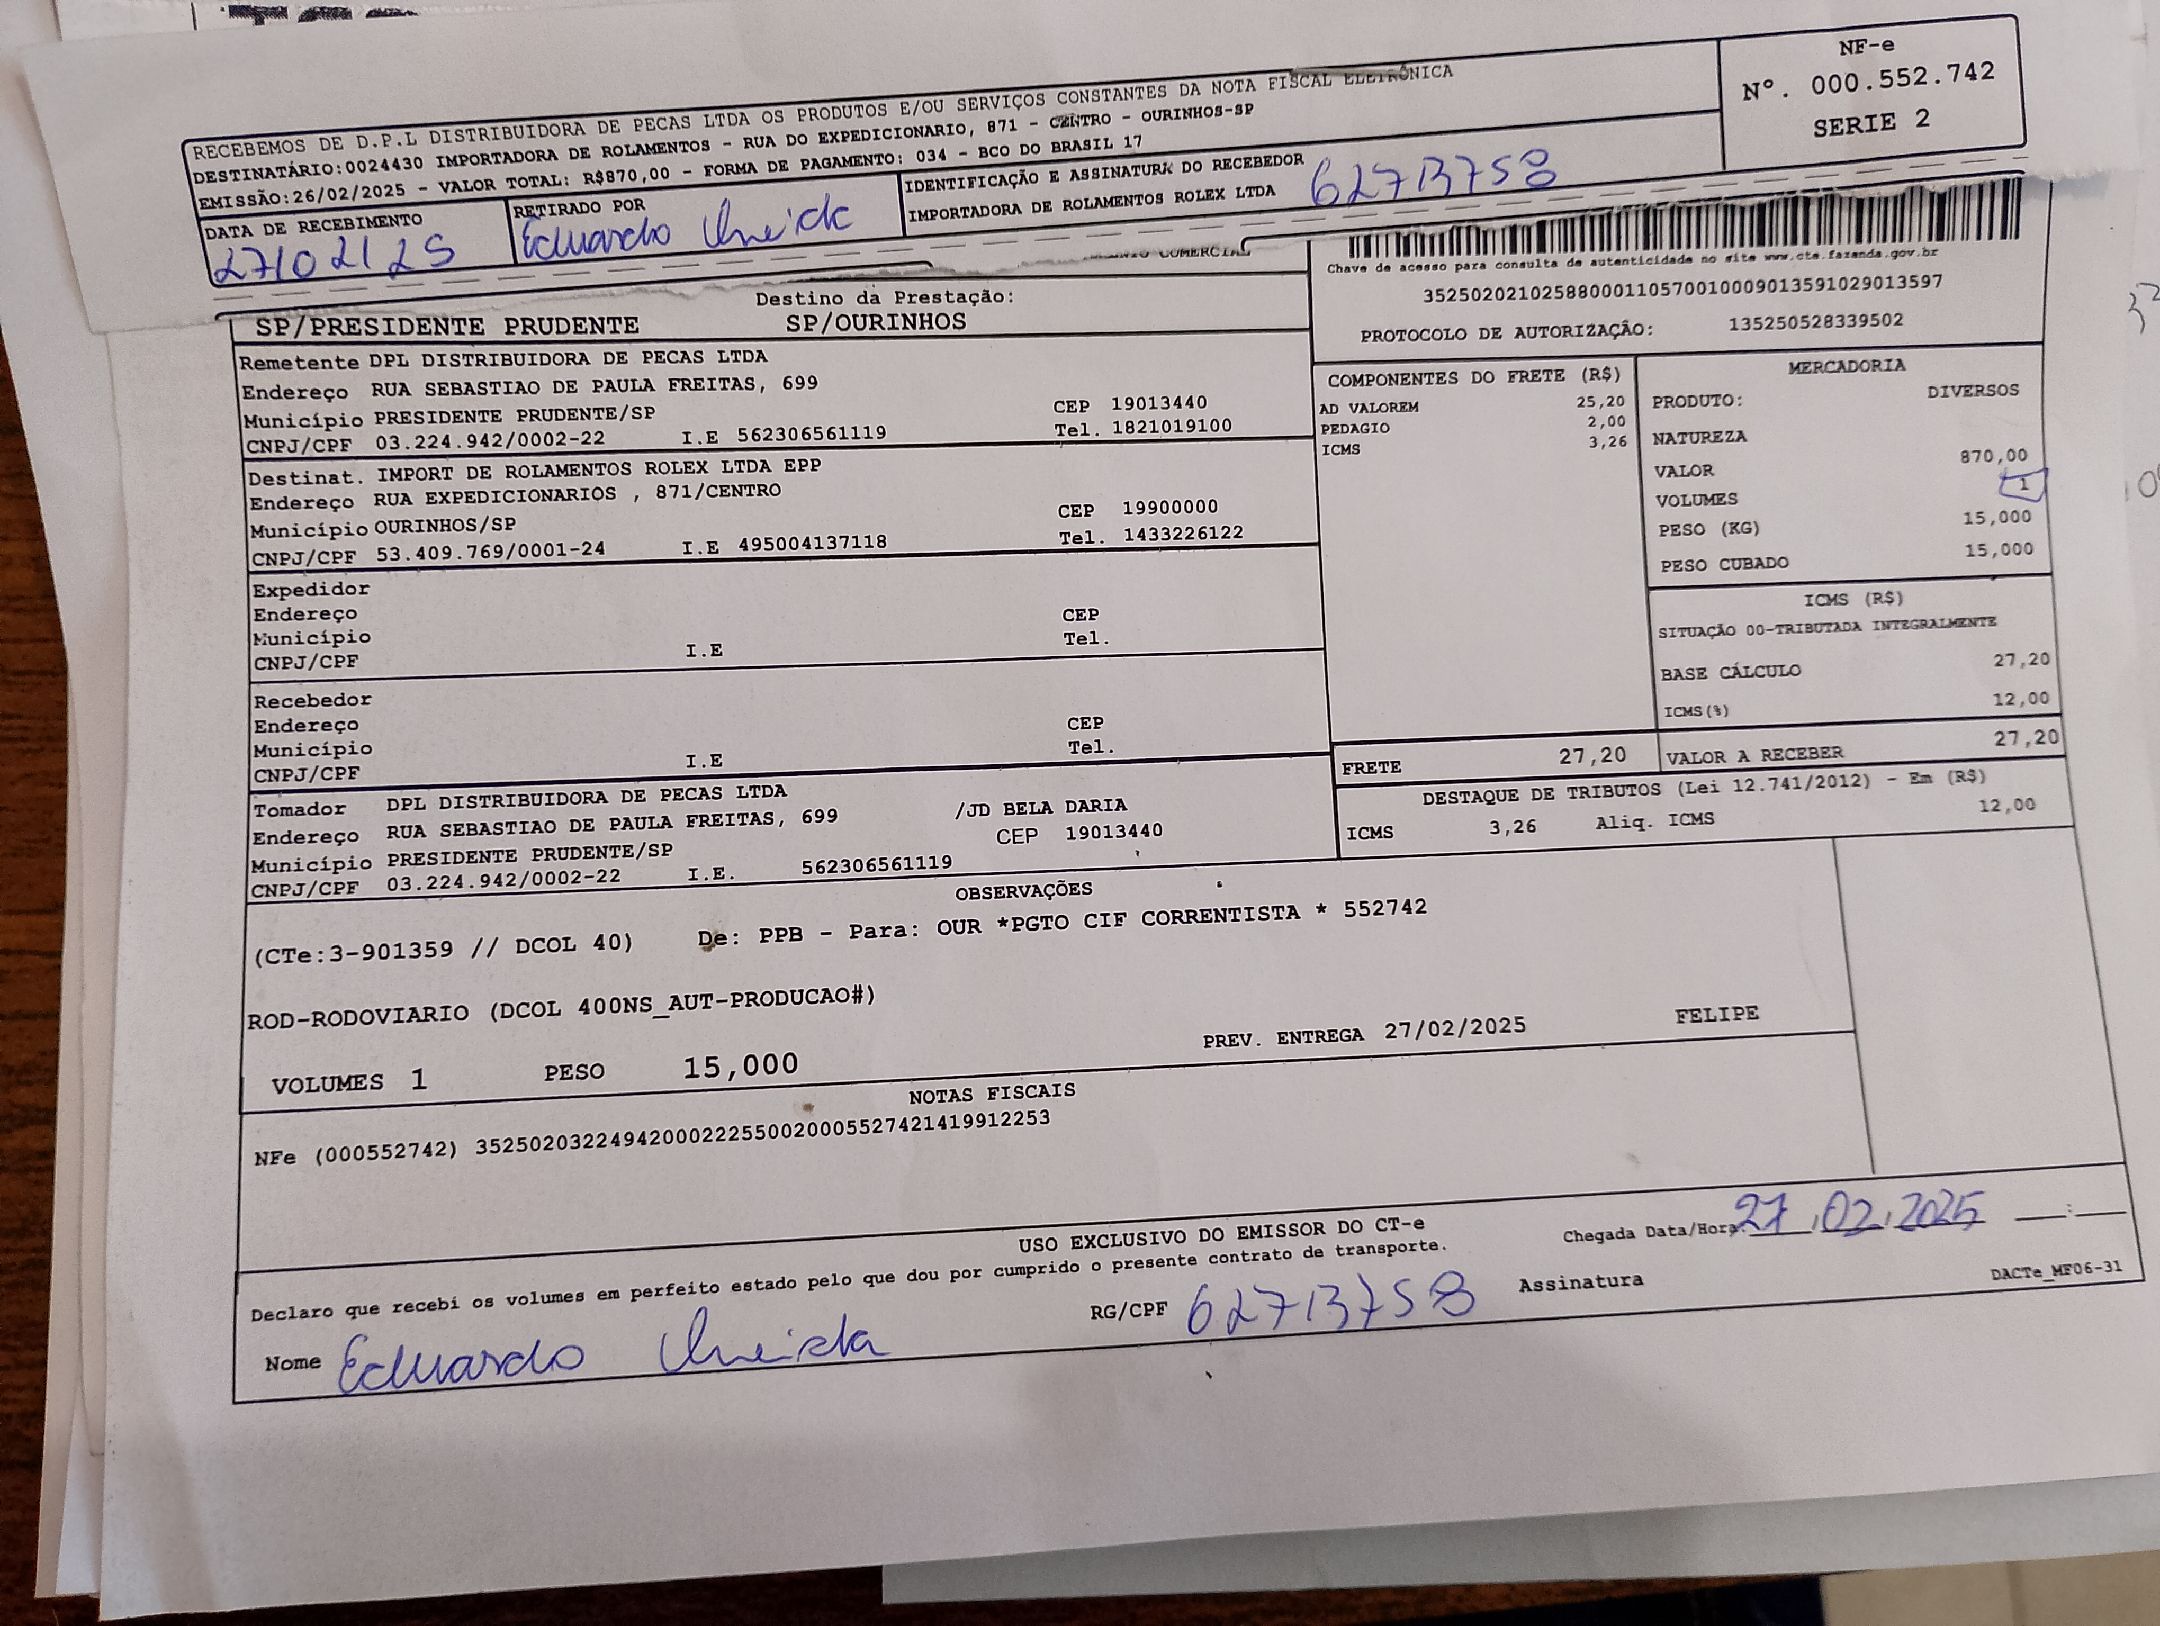 RECEBEMOS DE D.P.L DISTRIBUIDORA DE PECAS LTDA OS PRODUTOS E/OU SERVIÇOS CONSTANTES DA NOTA FISCAL ELETRÔNICA
DESTINATÁRIO:0024430 IMPORTADORA DE ROLAMENTOS - RUA DO EXPEDICIONARIO, 871 - CENTRO - OURINHOS-SP
EMISSÃO:26/02/2025 - VALOR TOTAL: R$870,00 - FORMA DE PAGAMENTO: 034 - BCO DO BRASIL 17
NF-e
Nº. 000.552.742
SERIE 2
DATA DE RECEBIMENTO
27/02/25
RETIRADO POR
Eduardo
IDENTIFICAÇÃO E ASSINATURA DO RECEBEDOR
IMPORTADORA DE ROLAMENTOS ROLEX LTDA 62713758
COMERCIAL
Chave de acesso para consulta de autenticidade no site www.cte.fazenda.gov.br
35250202102588000110570010009013591029013597
PROTOCOLO DE AUTORIZAÇÃO: 135250528339502
Destino da Prestação:
SP/PRESIDENTE PRUDENTE SP/OURINHOS
Remetente DPL DISTRIBUIDORA DE PECAS LTDA
Endereço RUA SEBASTIAO DE PAULA FREITAS, 699
Município PRESIDENTE PRUDENTE/SP CEP 19013440
CNPJ/CPF 03.224.942/0002-22 I.E 562306561119 Tel. 1821019100
Destinat. IMPORT DE ROLAMENTOS ROLEX LTDA EPP
Endereço RUA EXPEDICIONARIOS , 871/CENTRO
Município OURINHOS/SP CEP 19900000
CNPJ/CPF 53.409.769/0001-24 I.E 495004137118 Tel. 1433226122
Expedidor
Endereço CEP
Município Tel.
CNPJ/CPF I.E
Recebedor
Endereço CEP
Município Tel.
CNPJ/CPF I.E
Tomador DPL DISTRIBUIDORA DE PECAS LTDA
Endereço RUA SEBASTIAO DE PAULA FREITAS, 699 /JD BELA DARIA
Município PRESIDENTE PRUDENTE/SP CEP 19013440
CNPJ/CPF 03.224.942/0002-22 I.E. 562306561119
COMPONENTES DO FRETE (R$)
AD VALOREM 25,20
PEDAGIO 2,00
ICMS 3,26
MERCADORIA
PRODUTO: DIVERSOS
NATUREZA
VALOR 870,00
VOLUMES 1
PESO (KG) 15,000
PESO CUBADO 15,000
ICMS (R$)
SITUAÇÃO 00-TRIBUTADA INTEGRALMENTE
BASE CÁLCULO 27,20
ICMS(%) 12,00
FRETE 27,20 VALOR A RECEBER 27,20
DESTAQUE DE TRIBUTOS (Lei 12.741/2012) - Em (R$)
ICMS 3,26 Aliq. ICMS 12,00
OBSERVAÇÕES
(CTe:3-901359 // DCOL 40) De: PPB - Para: OUR *PGTO CIF CORRENTISTA * 552742
ROD-RODOVIARIO (DCOL 400NS_AUT-PRODUCAO#)
VOLUMES 1 PESO 15,000 PREV. ENTREGA 27/02/2025 FELIPE
NOTAS FISCAIS
NFe (000552742) 35250203224942000222550020005527421419912253
USO EXCLUSIVO DO EMISSOR DO CT-e
Declaro que recebi os volumes em perfeito estado pelo que dou por cumprido o presente contrato de transporte.
Chegada Data/Hora 27.02.2025 :
Nome Eduardo RG/CPF 62713758 Assinatura
DACTe_MF06-31